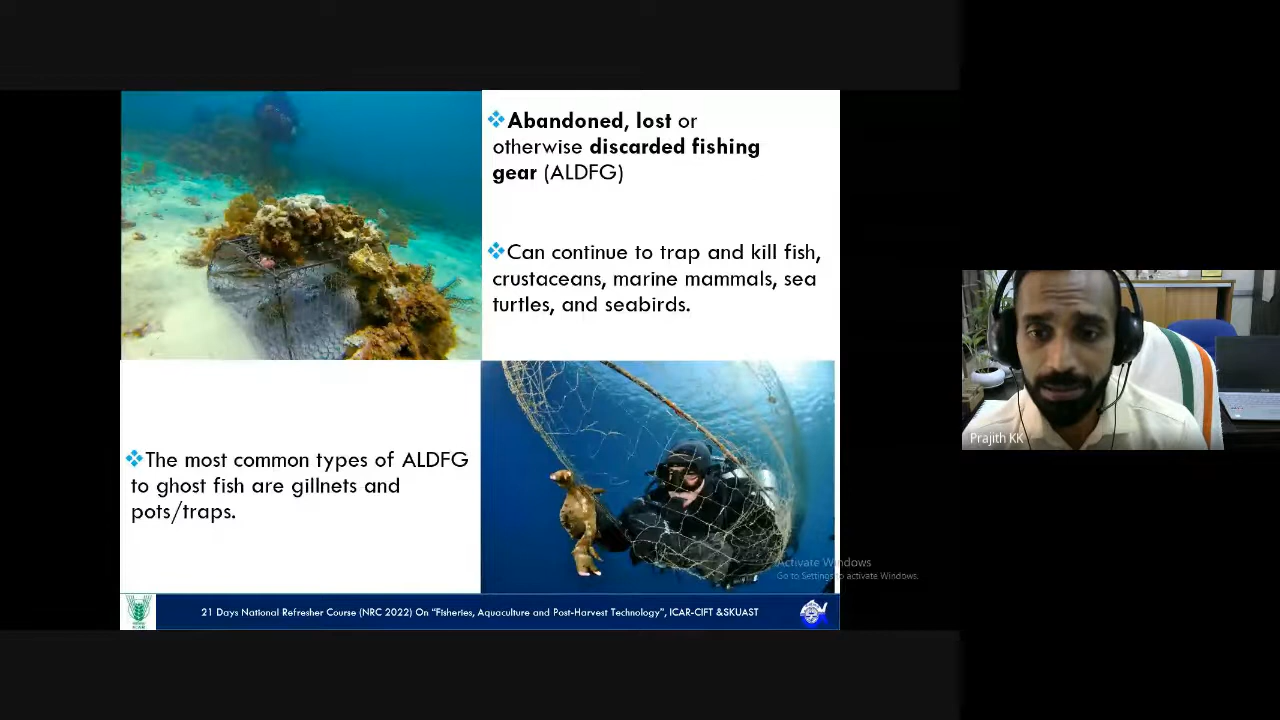 ❖Abandoned, lost or
otherwise discarded fishing
gear (ALDFG)
❖Can continue to trap and kill fish,
crustaceans, marine mammals, sea
turtles, and seabirds.
❖The most common types of ALDFG
to ghost fish are gillnets and
pots/traps.
Prajith KK
Activate Windows
Go to Settings to activate Windows.
21 Days National Refresher Course (NRC 2022) On "Fisheries, Aquaculture and Post-Harvest Technology", ICAR-CIFT &SKUAST